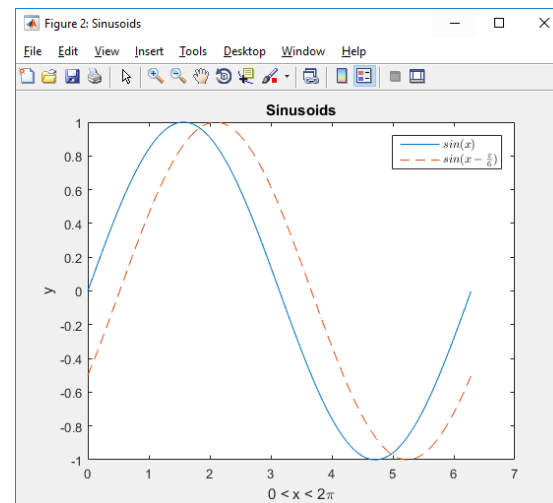 Figure 2: Sinusoids
File Edit View Insert Tools Desktop Window Help
Sinusoids
1
0.8
0.6
0.4
0.2
0
-0.2
-0.4
-0.6
-0.8
-1
y
sin(x)
sin(x − π/6)
0 1 2 3 4 5 6 7
0 < x < 2π